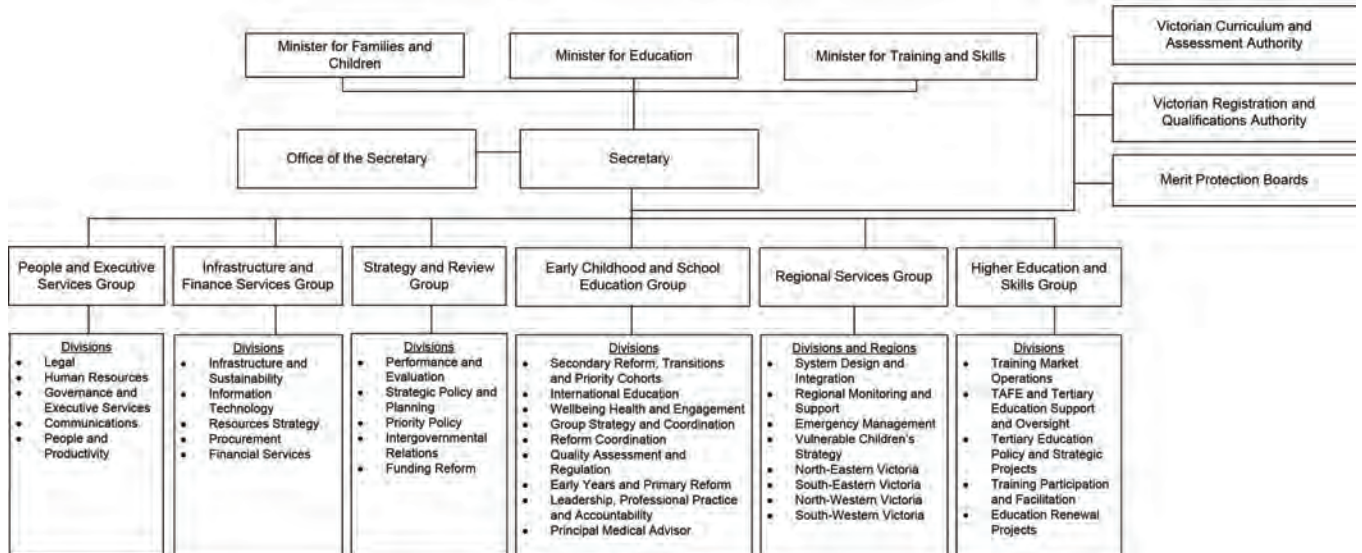 Minister for Families and
Children
Minister for Education
Minister for Training and Skills
Victorian Curriculum and
Assessment Authority
Victorian Registration and
Qualifications Authority
Merit Protection Boards
Office of the Secretary
Secretary
People and Executive
Services Group
Infrastructure and
Finance Services Group
Strategy and Review
Group
Early Childhood and School
Education Group
Regional Services Group
Higher Education and
Skills Group
Divisions
• Legal
• Human Resources
• Governance and
Executive Services
• Communications
• People and
Productivity
Divisions
• Infrastructure and
Sustainability
• Information
Technology
• Resources Strategy
• Procurement
• Financial Services
Divisions
• Performance and
Evaluation
• Strategic Policy and
Planning
• Priority Policy
• Intergovernmental
Relations
• Funding Reform
Divisions
• Secondary Reform, Transitions
and Priority Cohorts
• International Education
• Wellbeing Health and Engagement
• Group Strategy and Coordination
• Reform Coordination
• Quality Assessment and
Regulation
• Early Years and Primary Reform
• Leadership, Professional Practice
and Accountability
• Principal Medical Advisor
Divisions and Regions
• System Design and
Integration
• Regional Monitoring and
Support
• Emergency Management
• Vulnerable Children's
Strategy
• North-Eastern Victoria
• South-Eastern Victoria
• North-Western Victoria
• South-Western Victoria
Divisions
• Training Market
Operations
• TAFE and Tertiary
Education Support
and Oversight
• Tertiary Education
Policy and Strategic
Projects
• Training Participation
and Facilitation
• Education Renewal
Projects